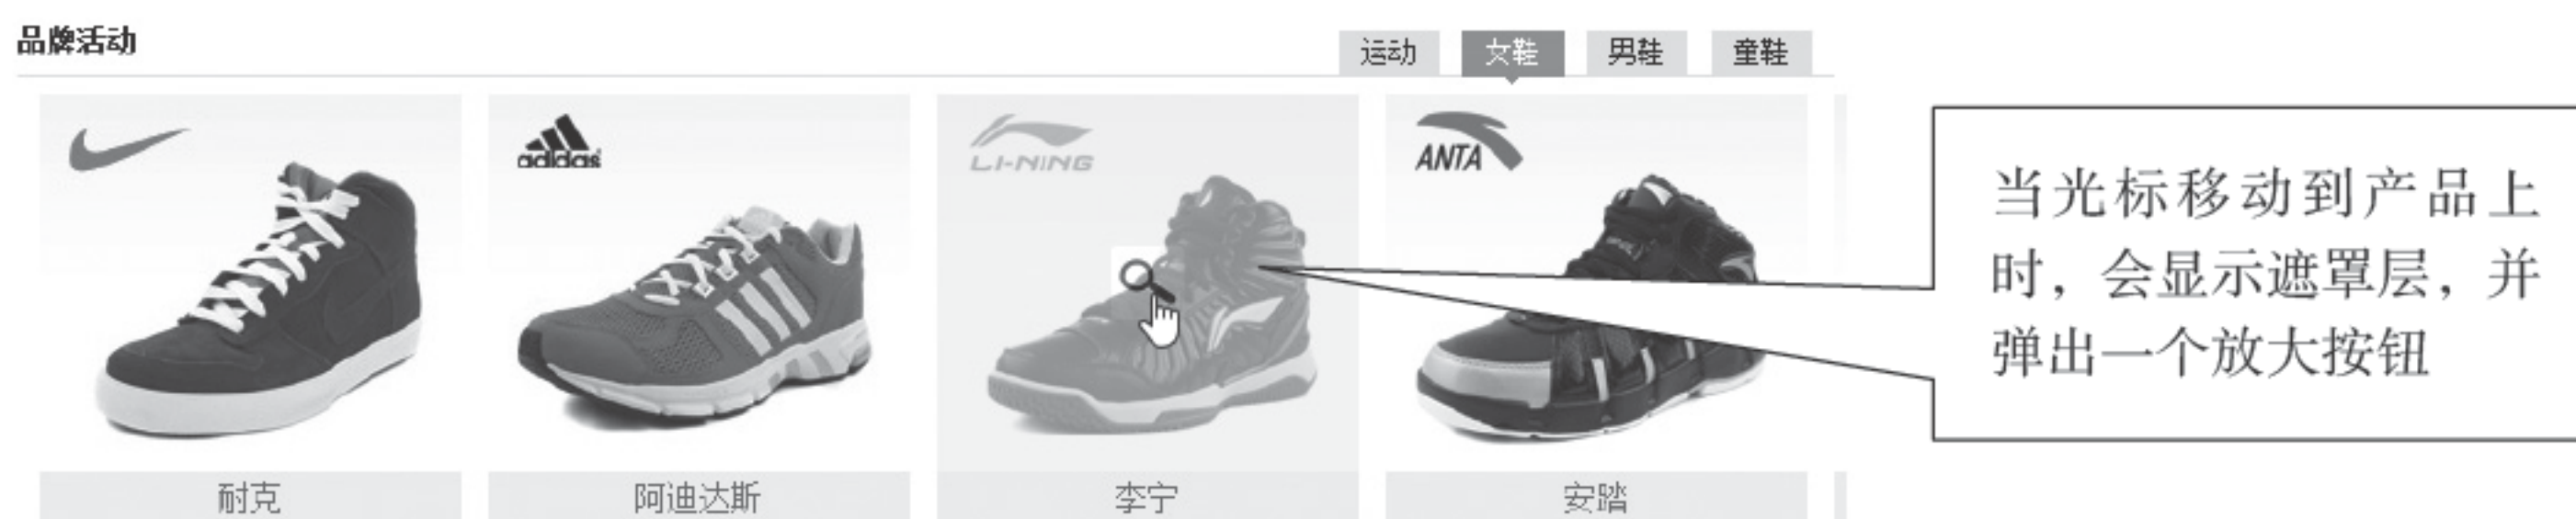 品牌活动
运动 女鞋 男鞋 童鞋
adidas
LI-NING
ANTA
当光标移动到产品上
时，会显示遮罩层，并
弹出一个放大按钮
耐克 阿迪达斯 李宁 安踏